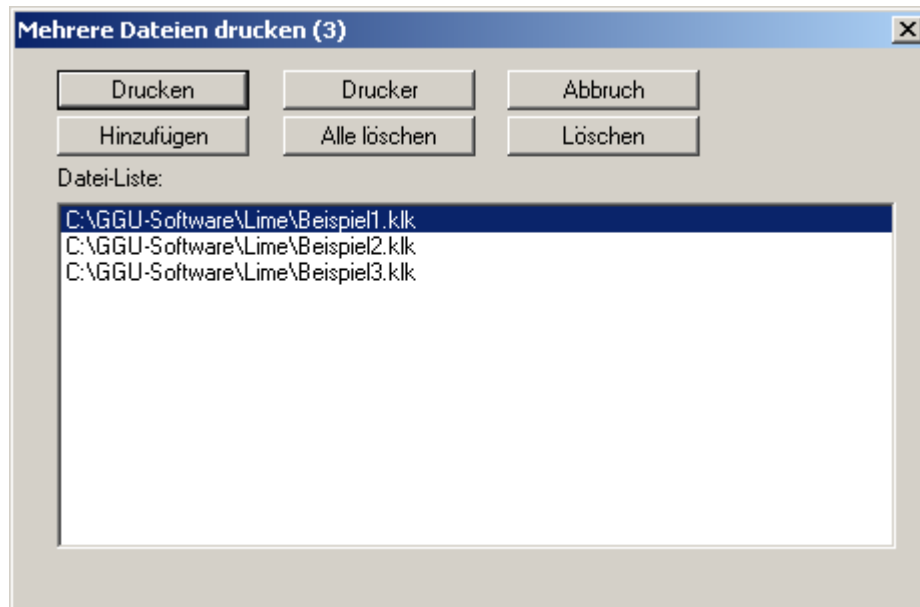 Mehrere Dateien drucken (3)
Drucken Drucker Abbruch
Hinzufügen Alle löschen Löschen
Datei-Liste:
C:\GGU-Software\Lime\Beispiel1.klk
C:\GGU-Software\Lime\Beispiel2.klk
C:\GGU-Software\Lime\Beispiel3.klk